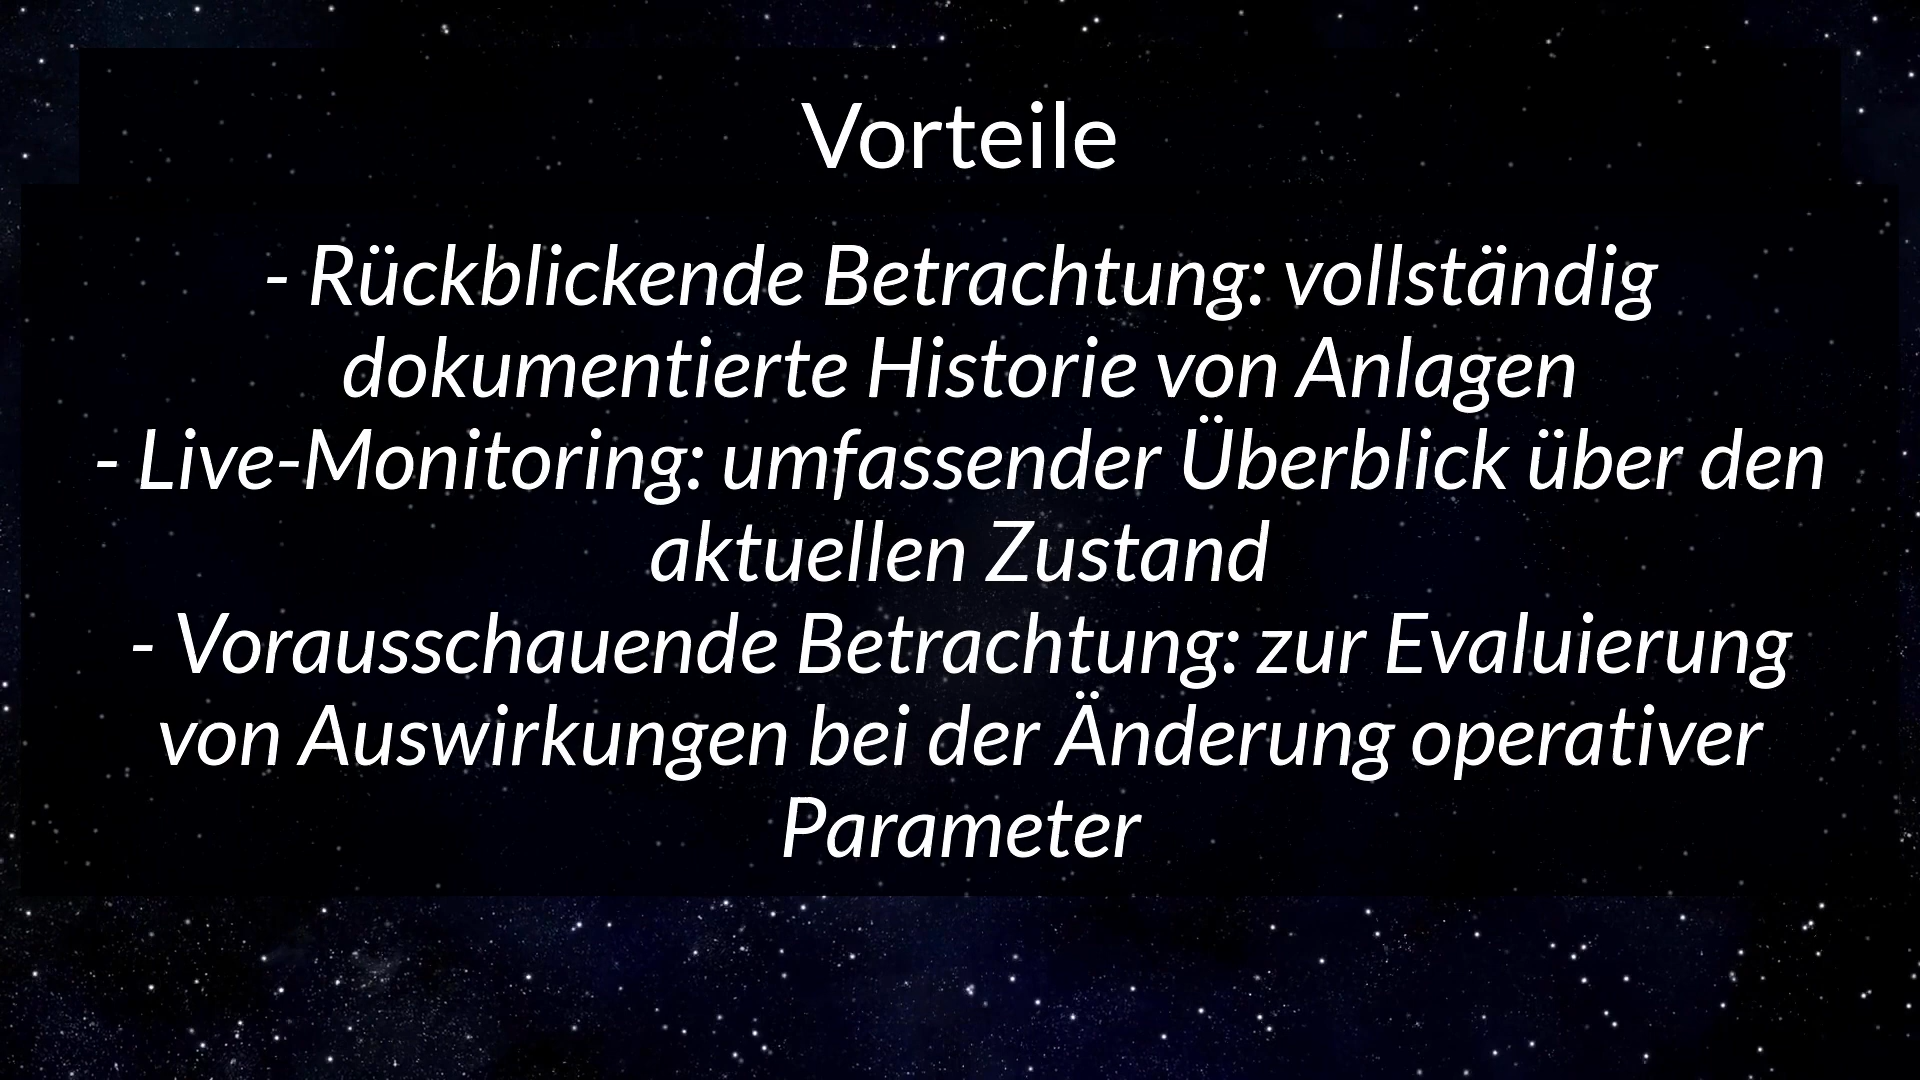 Vorteile
- Rückblickende Betrachtung: vollständig
dokumentierte Historie von Anlagen
- Live-Monitoring: umfassender Überblick über den
aktuellen Zustand
- Vorausschauende Betrachtung: zur Evaluierung
von Auswirkungen bei der Änderung operativer
Parameter